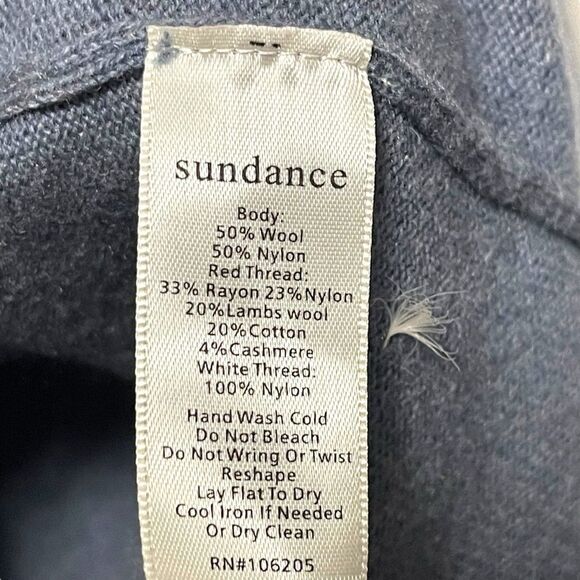 sundance
Body:
50% Wool
50% Nylon
Red Thread:
33% Rayon 23%Nylon
20%Lambs wool
20%Cotton
4%Cashmere
White Thread:
100% Nylon
Hand Wash Cold
Do Not Bleach
Do Not Wring Or Twist
Reshape
Lay Flat To Dry
Cool Iron If Needed
Or Dry Clean
RN#106205